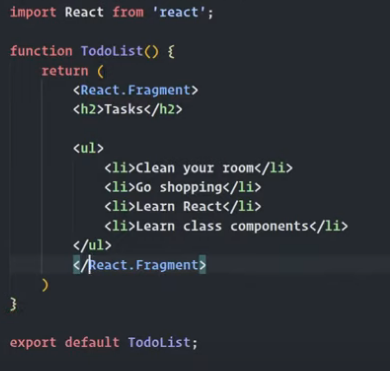 import React from 'react';
function TodoList() {
return (
<React.Fragment>
<h2>Tasks</h2>
<ul>
<li>Clean your room</li>
<li>Go shopping</li>
<li>Learn React</li>
<li>Learn class components</li>
</ul>
</React.Fragment>
)
}
export default TodoList;